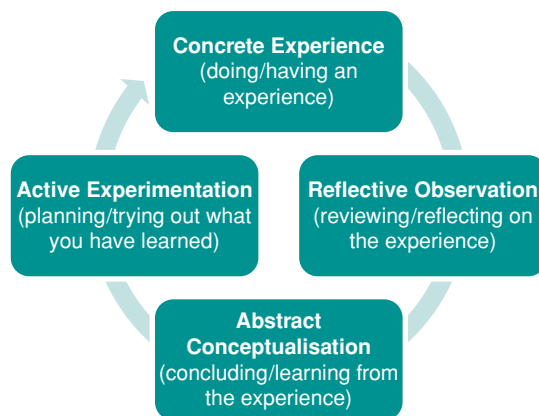 Concrete Experience
(doing/having an
experience)
Active Experimentation
(planning/trying out what
you have learned)
Reflective Observation
(reviewing/reflecting on
the experience)
Abstract
Conceptualisation
(concluding/learning from
the experience)